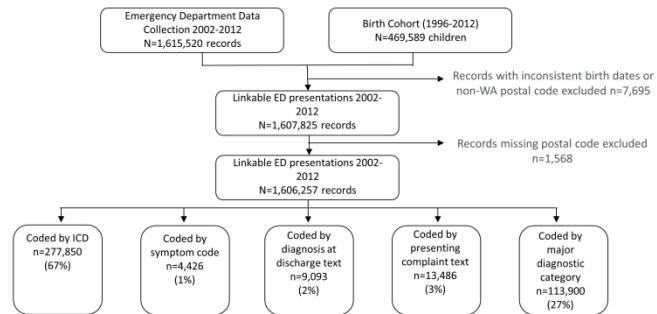 Emergency Department Data
Collection 2002-2012
N=1,615,520 records
Birth Cohort (1996-2012)
N=469,589 children
Records with inconsistent birth dates or
non-WA postal code excluded n=7,695
Linkable ED presentations 2002-
2012
N=1,607,825 records
Records missing postal code excluded
n=1,568
Linkable ED presentations 2002-
2012
N=1,606,257 records
Coded by ICD
n=277,850
(67%)
Coded by
symptom code
n=4,426
(1%)
Coded by
diagnosis at
discharge text
n=9,093
(2%)
Coded by
presenting
complaint text
n=13,486
(3%)
Coded by
major
diagnostic
category
n=113,900
(27%)